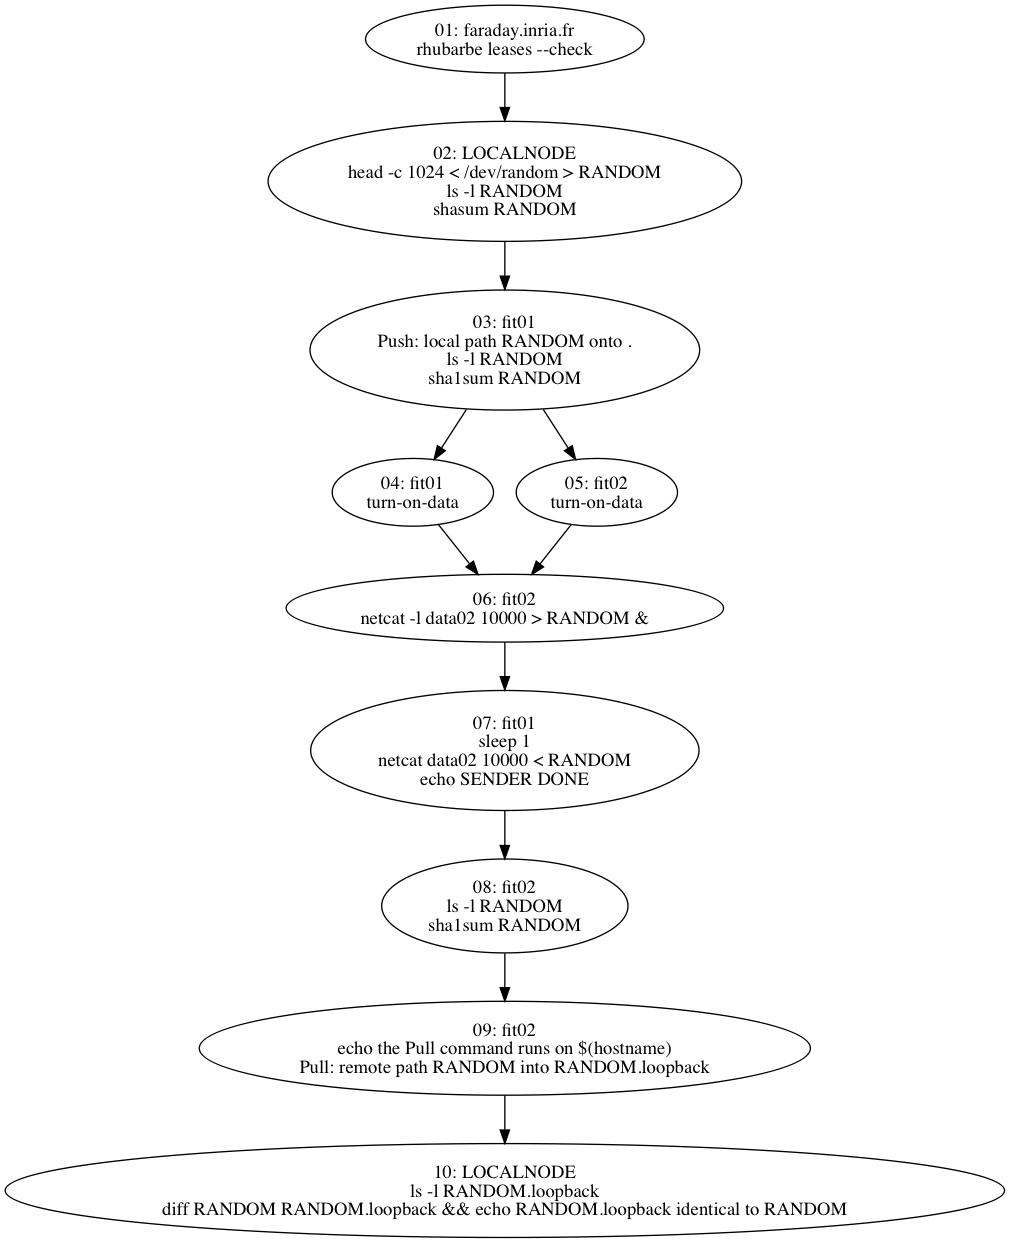 01: faraday.inria.fr
rhubarbe leases --check
02: LOCALNODE
head -c 1024 < /dev/random > RANDOM
ls -l RANDOM
shasum RANDOM
03: fit01
Push: local path RANDOM onto .
ls -l RANDOM
sha1sum RANDOM
04: fit01
turn-on-data
05: fit02
turn-on-data
06: fit02
netcat -l data02 10000 > RANDOM &
07: fit01
sleep 1
netcat data02 10000 < RANDOM
echo SENDER DONE
08: fit02
ls -l RANDOM
sha1sum RANDOM
09: fit02
echo the Pull command runs on $(hostname)
Pull: remote path RANDOM into RANDOM.loopback
10: LOCALNODE
ls -l RANDOM.loopback
diff RANDOM RANDOM.loopback && echo RANDOM.loopback identical to RANDOM